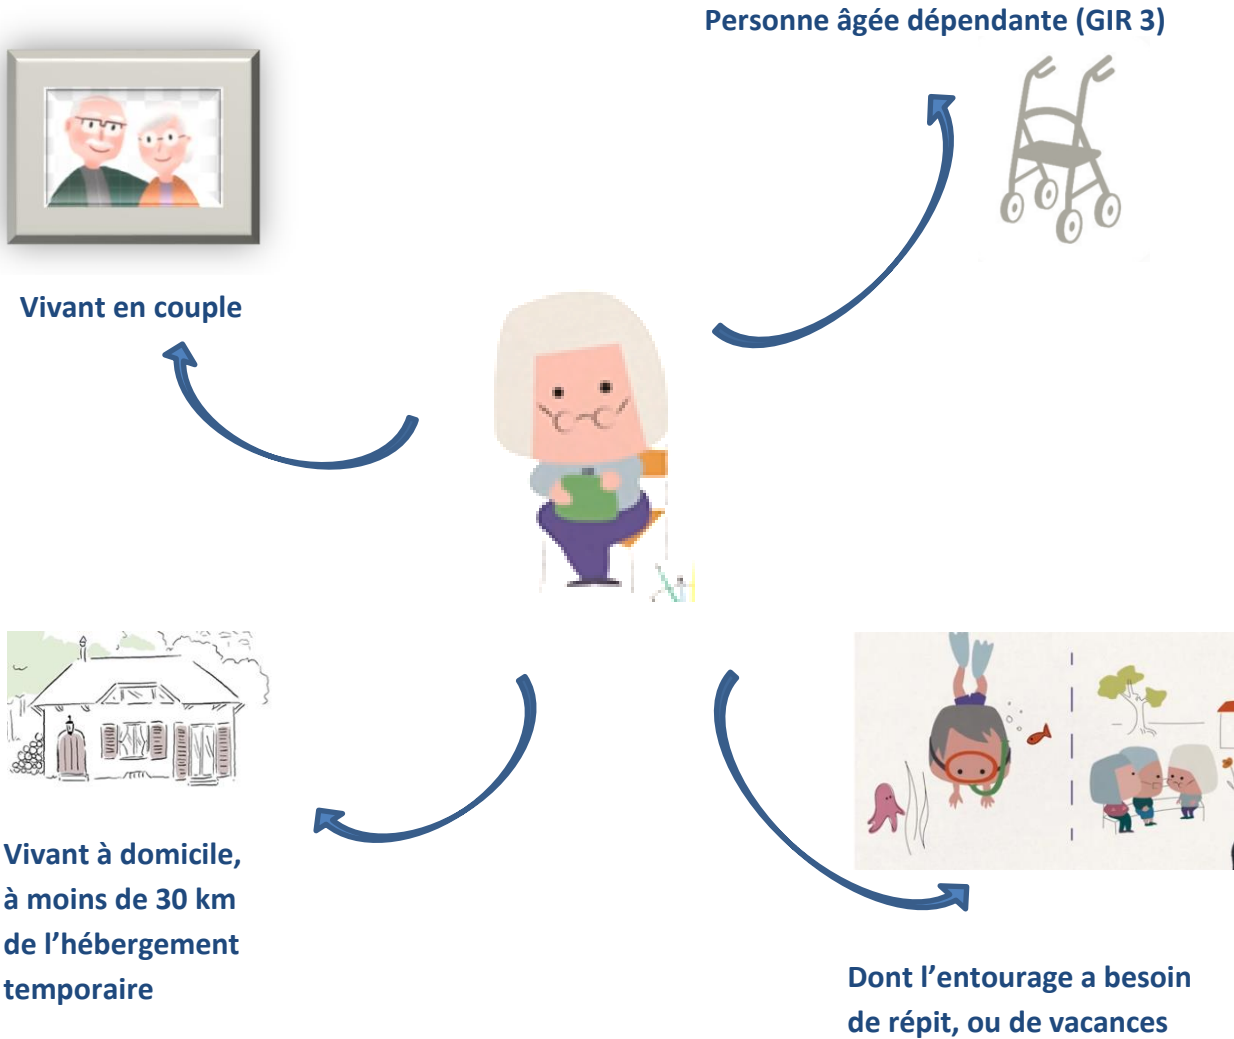 Personne âgée dépendante (GIR 3)
Vivant en couple
Vivant à domicile,
à moins de 30 km
de l’hébergement
temporaire
Dont l’entourage a besoin
de répit, ou de vacances